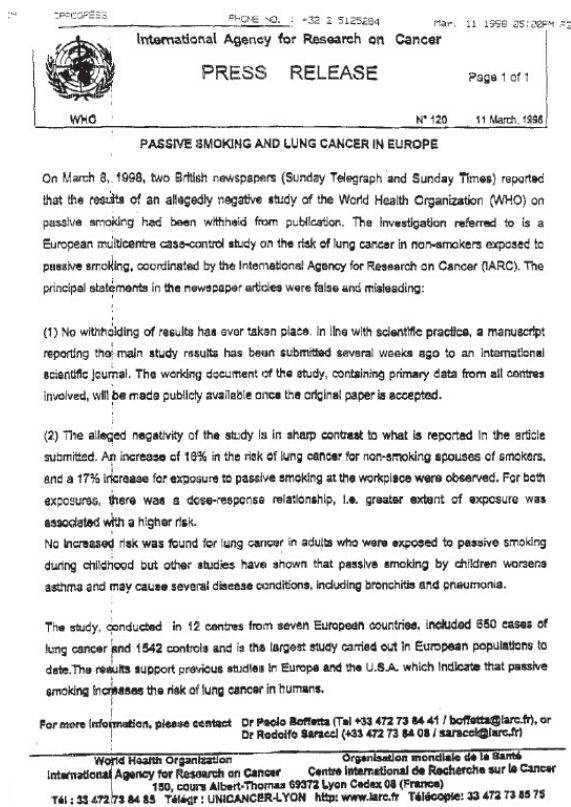 PHONE NO. : +32 2 5125284
Mar. 11 1998 05:20PM P2
International Agency for Research on Cancer
PRESS RELEASE
Page 1 of 1
WHO
N° 120 11 March, 1998
PASSIVE SMOKING AND LUNG CANCER IN EUROPE
On March 8, 1998, two British newspapers (Sunday Telegraph and Sunday Times) reported
that the results of an allegedly negative study of the World Health Organization (WHO) on
passive smoking had been withheld from publication. The investigation referred to is a
European multicentre case-control study on the risk of lung cancer in non-smokers exposed to
passive smoking, coordinated by the International Agency for Research on Cancer (IARC). The
principal statements in the newspaper articles were false and misleading:
(1) No withholding of results has ever taken place. In line with scientific practice, a manuscript
reporting the main study results has been submitted several weeks ago to an international
scientific journal. The working document of the study, containing primary data from all centres
involved, will be made publicly available once the original paper is accepted.
(2) The alleged negativity of the study is in sharp contrast to what is reported in the article
submitted. An increase of 16% in the risk of lung cancer for non-smoking spouses of smokers,
and a 17% increase for exposure to passive smoking at the workplace were observed. For both
exposures, there was a dose-response relationship, i.e. greater extent of exposure was
associated with a higher risk.
No increased risk was found for lung cancer in adults who were exposed to passive smoking
during childhood but other studies have shown that passive smoking by children worsens
asthma and may cause several disease conditions, including bronchitis and pneumonia.
The study, conducted in 12 centres from seven European countries, included 650 cases of
lung cancer and 1542 controls and is the largest study carried out in European populations to
date.The results support previous studies in Europe and the U.S.A. which indicate that passive
smoking increases the risk of lung cancer in humans.
For more information, please contact Dr Paolo Boffetta (Tel +33 472 73 84 41 / boffetta@iarc.fr), or
Dr Rodolfo Saracci (+33 472 73 84 08 / saracci@iarc.fr)
World Health Organization Organisation mondiale de la Santé
International Agency for Research on Cancer Centre International de Recherche sur le Cancer
150, cours Albert-Thomas 69372 Lyon Cedex 08 (France)
Tél : 33 472 73 84 85 Télégr : UNICANCER-LYON http: www.iarc.fr Télécopie: 33 472 73 85 75